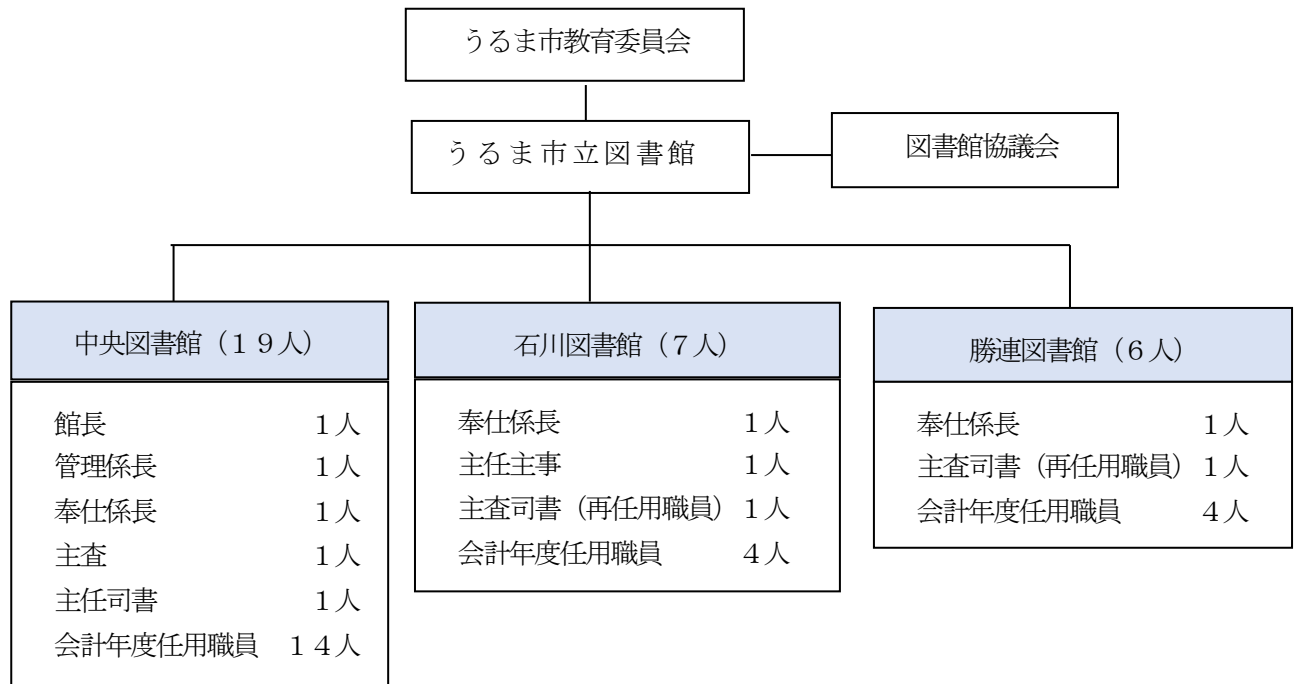 うるま市教育委員会
うるま市立図書館
図書館協議会
中央図書館（１９人）
館長 １人
管理係長 １人
奉仕係長 １人
主査 １人
主任司書 １人
会計年度任用職員 １４人
石川図書館（７人）
奉仕係長 １人
主任主事 １人
主査司書（再任用職員）１人
会計年度任用職員 ４人
勝連図書館（６人）
奉仕係長 １人
主査司書（再任用職員）１人
会計年度任用職員 ４人